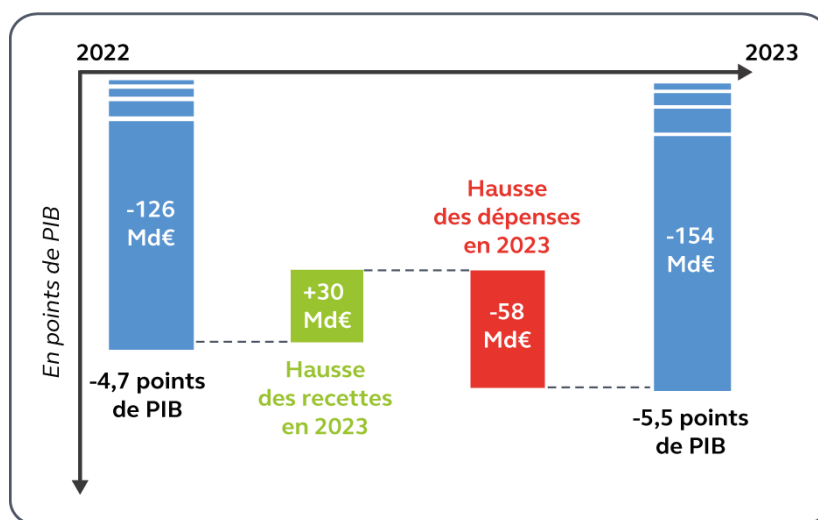 2022
2023
En points de PIB
-126
Md€
-4,7 points
de PIB
+30
Md€
Hausse
des recettes
en 2023
Hausse
des dépenses
en 2023
-58
Md€
-154
Md€
-5,5 points
de PIB